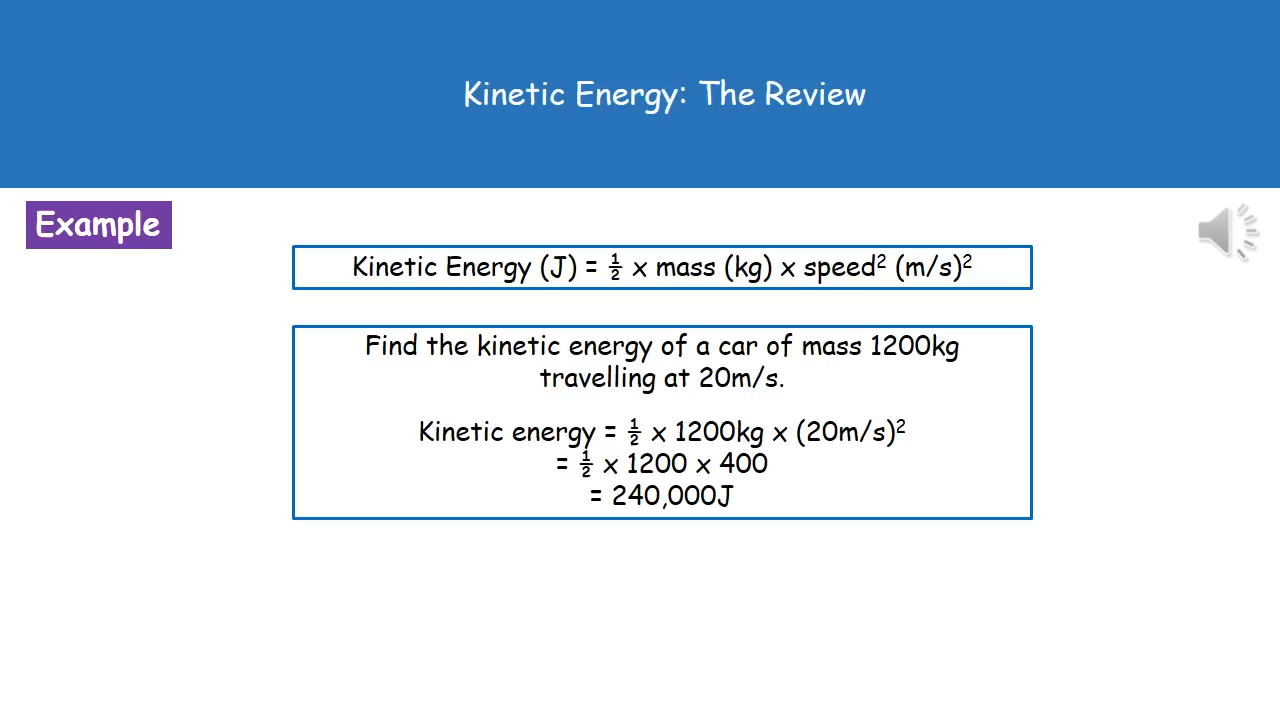 Kinetic Energy: The Review
Example
Kinetic Energy (J) = ½ x mass (kg) x speed² (m/s)²
Find the kinetic energy of a car of mass 1200kg
travelling at 20m/s.
Kinetic energy = ½ x 1200kg x (20m/s)²
= ½ x 1200 x 400
= 240,000J